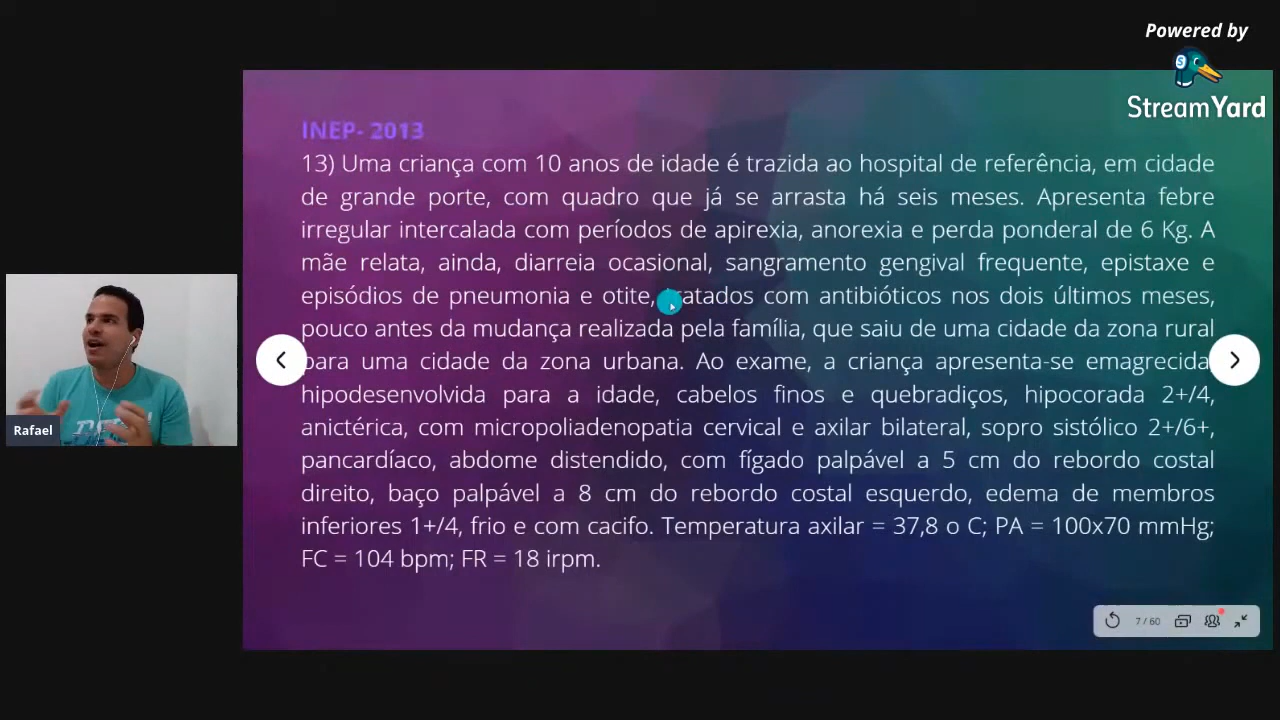 Powered by
StreamYard
INEP- 2013
13) Uma criança com 10 anos de idade é trazida ao hospital de referência, em cidade
de grande porte, com quadro que já se arrasta há seis meses. Apresenta febre
irregular intercalada com períodos de apirexia, anorexia e perda ponderal de 6 Kg. A
mãe relata, ainda, diarreia ocasional, sangramento gengival frequente, epistaxe e
episódios de pneumonia e otite, tratados com antibióticos nos dois últimos meses,
pouco antes da mudança realizada pela família, que saiu de uma cidade da zona rural
para uma cidade da zona urbana. Ao exame, a criança apresenta-se emagrecida,
hipodesenvolvida para a idade, cabelos finos e quebradiços, hipocorada 2+/4,
anictérica, com micropoliadenopatia cervical e axilar bilateral, sopro sistólico 2+/6+,
pancardíaco, abdome distendido, com fígado palpável a 5 cm do rebordo costal
direito, baço palpável a 8 cm do rebordo costal esquerdo, edema de membros
inferiores 1+/4, frio e com cacifo. Temperatura axilar = 37,8 o C; PA = 100x70 mmHg;
FC = 104 bpm; FR = 18 irpm.
Rafael
7 / 60